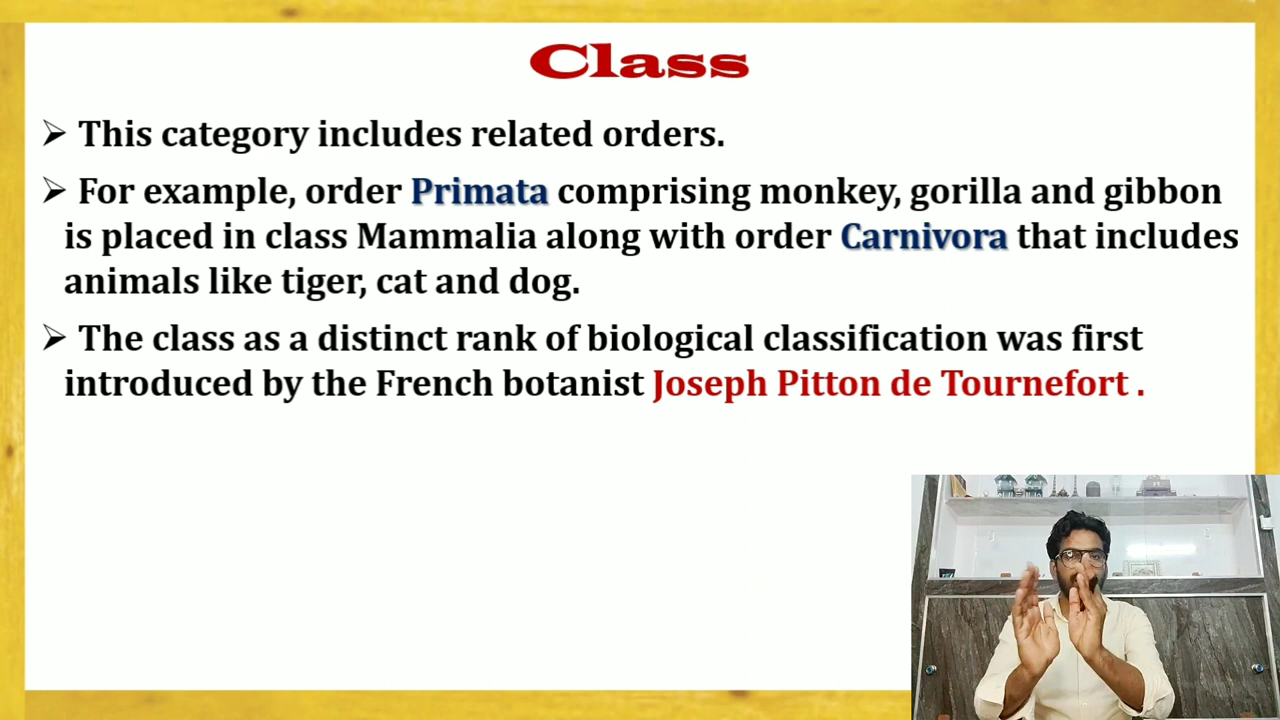 Class
➢ This category includes related orders.
➢ For example, order Primata comprising monkey, gorilla and gibbon
is placed in class Mammalia along with order Carnivora that includes
animals like tiger, cat and dog.
➢ The class as a distinct rank of biological classification was first
introduced by the French botanist Joseph Pitton de Tournefort .